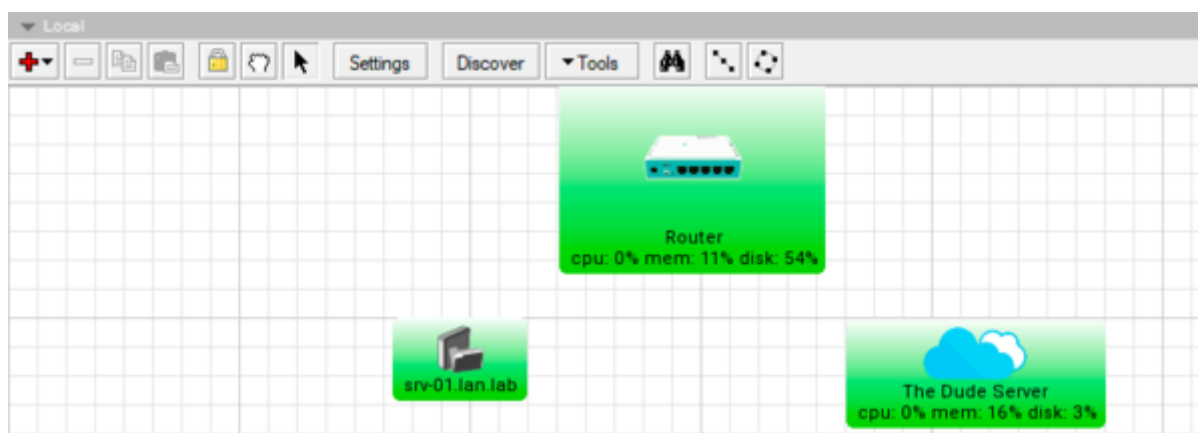 Local
Settings Discover Tools
Router
cpu: 0% mem: 11% disk: 54%
srv-01.lan.lab
The Dude Server
cpu: 0% mem: 16% disk: 3%